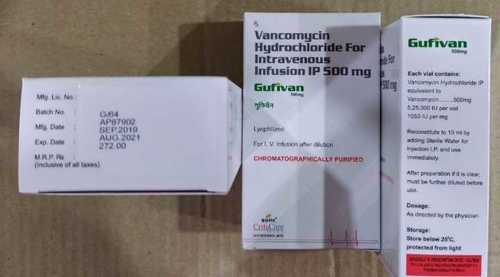 Mfg. Lic. No :
Batch No. :
Mfg. Date :
Exp. Date :
M.R.P. Rs.
(Inclusive of all taxes)
G/64
AP87902
SEP.2019
AUG.2021
272.00
Vancomycin
Hydrochloride For
Intravenous
Infusion IP 500 mg
Gufivan
500mg
गुफिवैन
Lyophilized
For I. V. Infusion after dilution
CHROMATOGRAPHICALLY PURIFIED
CritiCare
Gufivan
500mg
Each vial contains:
Vancomycin Hydrochloride IP
equivalent to
Vancomycin.......500mg
5,25,000 IU per vial
1050 IU per mg
Reconstitute to 10 ml by
adding Sterile Water for
Injection I.P. and use
immediately.
After preparation if it is clear,
must be further diluted before
use.
Dosage:
As directed by the physician
Storage:
Store below 25°C,
protected from light